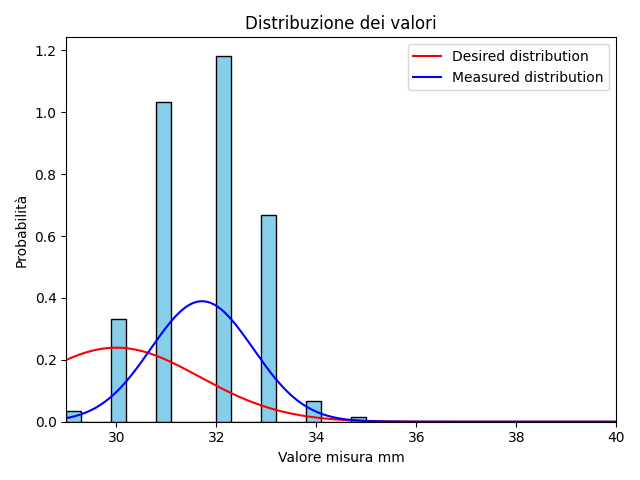 Distribuzione dei valori
Desired distribution
Measured distribution
Probabilità
1.2
1.0
0.8
0.6
0.4
0.2
0.0
30 32 34 36 38 40
Valore misura mm